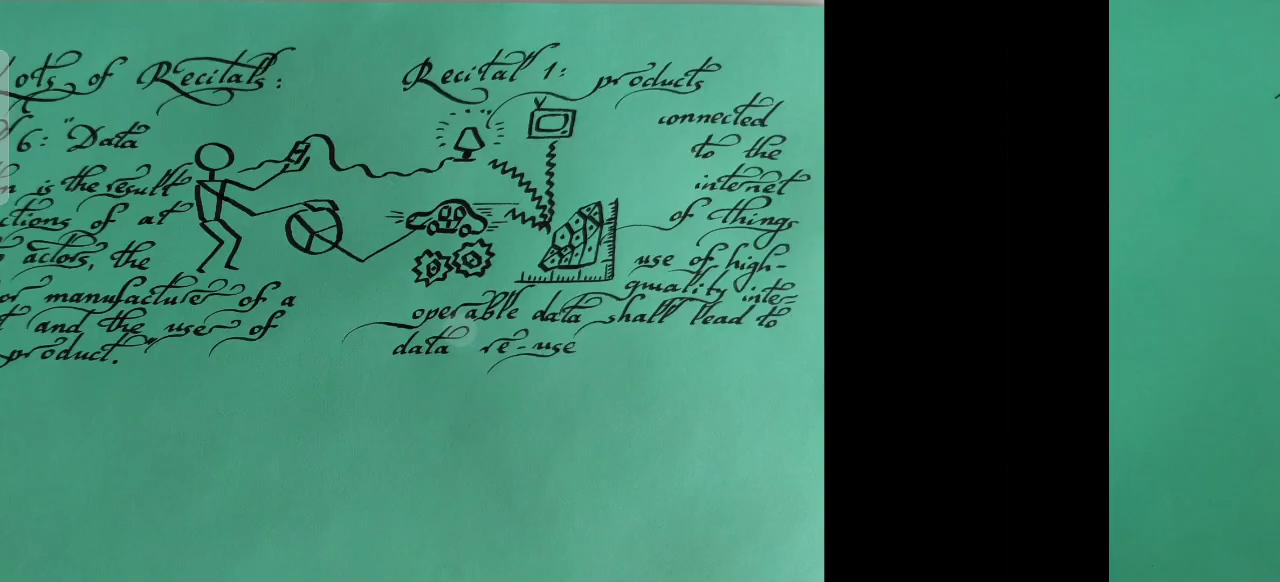 ots of Recitals:
6: "Data
is the result
ctions of at
actors, the
or manufacturer of a
and the user of
product."
Recital 1: products
connected
to the
internet
of things
use of high-
quality inter-
operable data shall lead to
data re-use